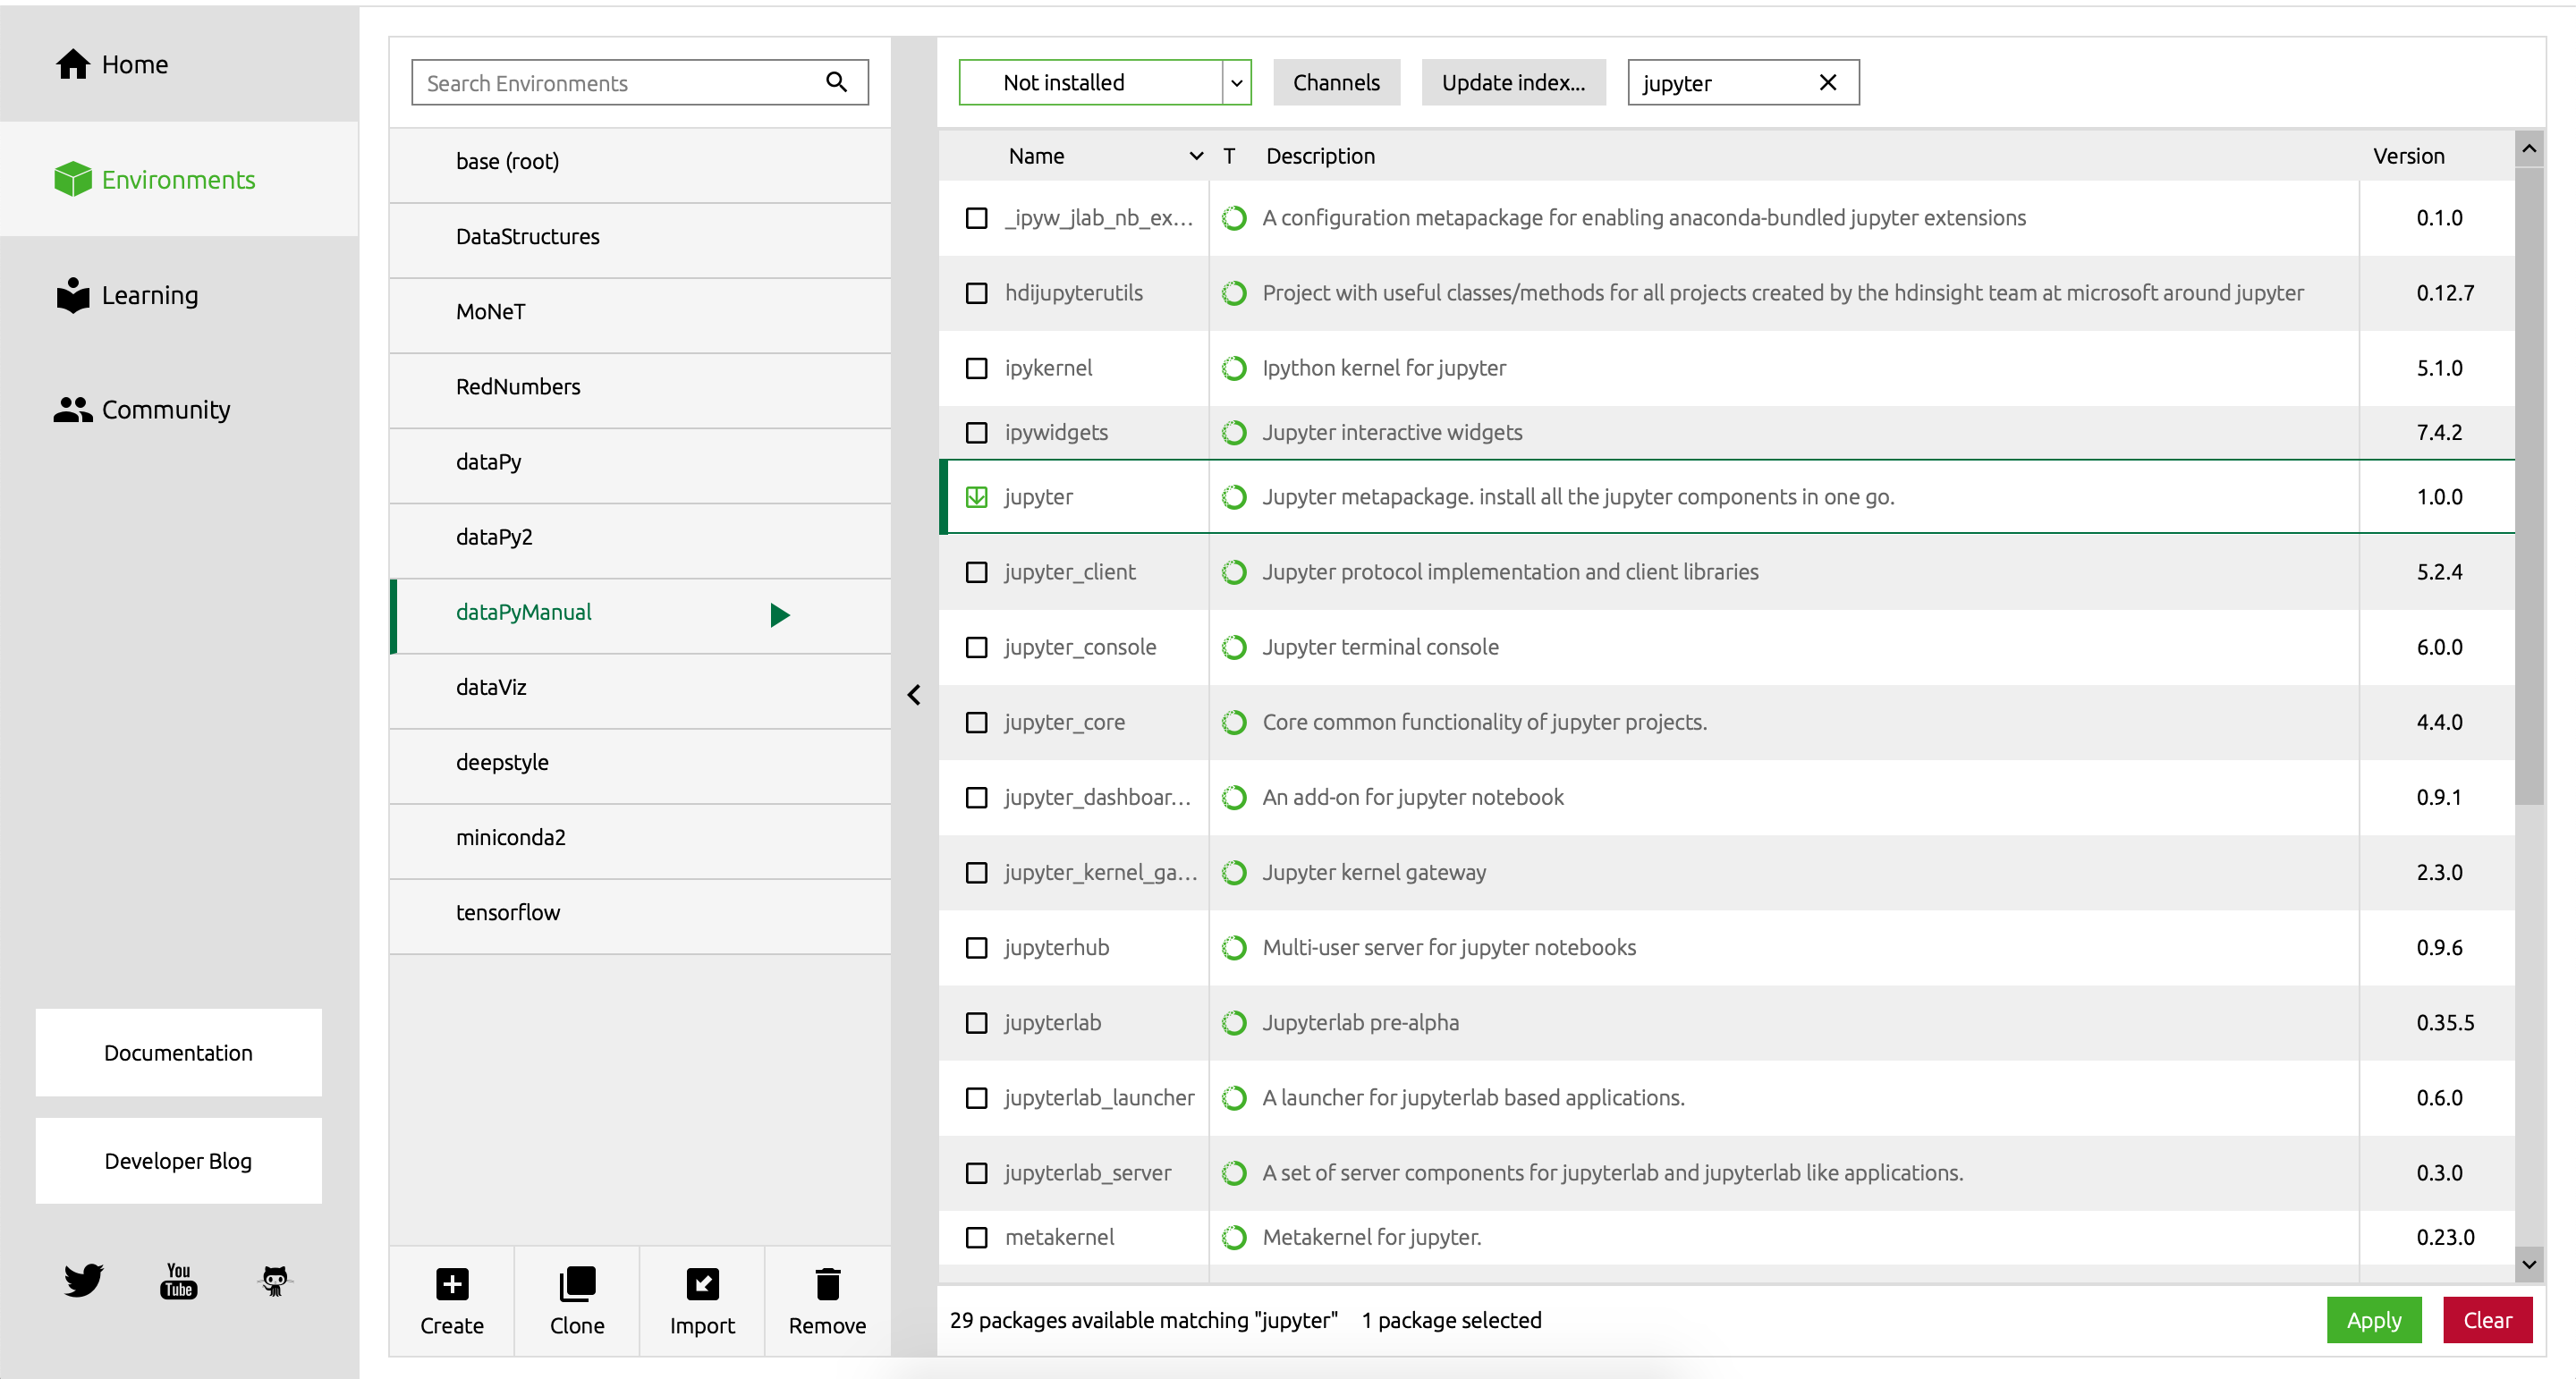 Home
Environments
Learning
Community
Documentation
Developer Blog
You
Tube
Search Environments
base (root)
DataStructures
MoNeT
RedNumbers
dataPy
dataPy2
dataPyManual
dataViz
deepstyle
miniconda2
tensorflow
Create Clone Import Remove
Not installed Channels Update index... jupyter
Name T Description Version
_ipyw_jlab_nb_ex... A configuration metapackage for enabling anaconda-bundled jupyter extensions 0.1.0
hdijupyterutils Project with useful classes/methods for all projects created by the hdinsight team at microsoft around jupyter 0.12.7
ipykernel Ipython kernel for jupyter 5.1.0
ipywidgets Jupyter interactive widgets 7.4.2
jupyter Jupyter metapackage. install all the jupyter components in one go. 1.0.0
jupyter_client Jupyter protocol implementation and client libraries 5.2.4
jupyter_console Jupyter terminal console 6.0.0
jupyter_core Core common functionality of jupyter projects. 4.4.0
jupyter_dashboar... An add-on for jupyter notebook 0.9.1
jupyter_kernel_ga... Jupyter kernel gateway 2.3.0
jupyterhub Multi-user server for jupyter notebooks 0.9.6
jupyterlab Jupyterlab pre-alpha 0.35.5
jupyterlab_launcher A launcher for jupyterlab based applications. 0.6.0
jupyterlab_server A set of server components for jupyterlab and jupyterlab like applications. 0.3.0
metakernel Metakernel for jupyter. 0.23.0
29 packages available matching "jupyter" 1 package selected Apply Clear